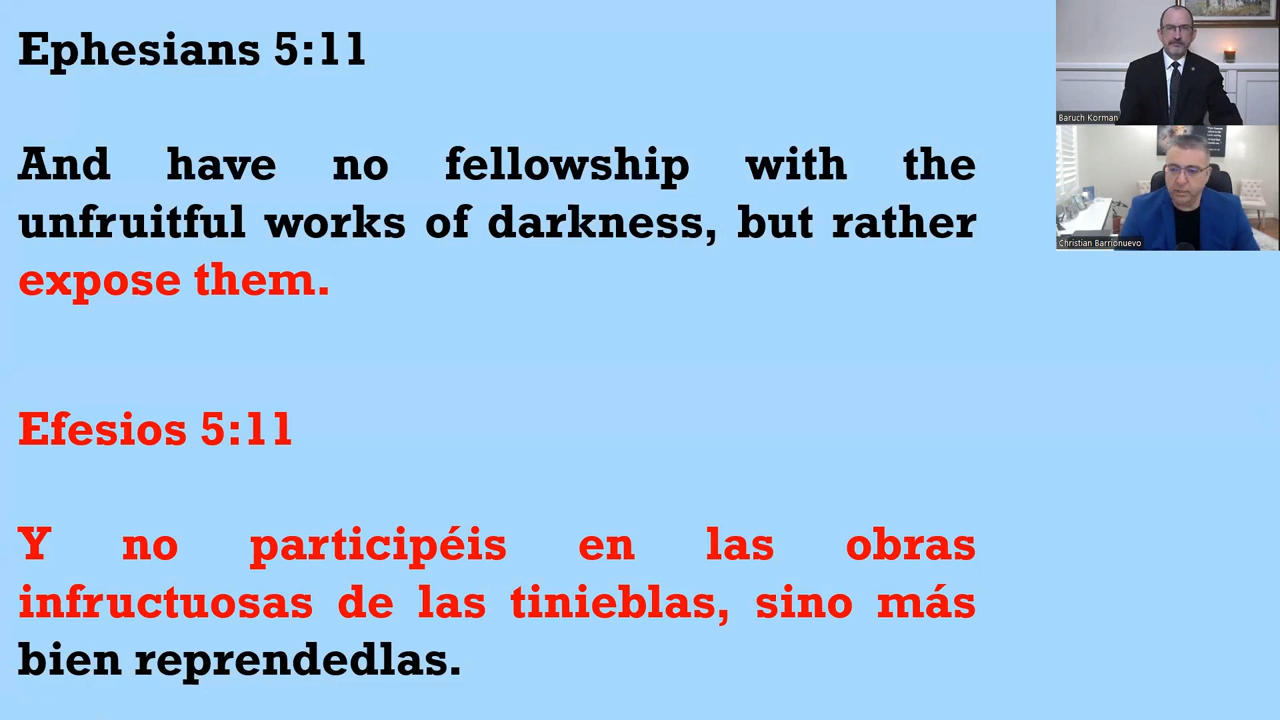 Ephesians 5:11
And have no fellowship with the
unfruitful works of darkness, but rather
expose them.
Efesios 5:11
Y no participéis en las obras
infructuosas de las tinieblas, sino más
bien reprendedlas.
Baruch Korman
Christian Barrionuevo